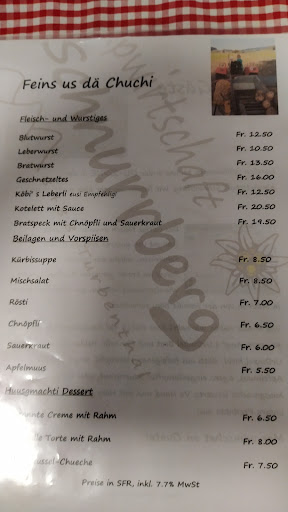 Feins us dä Chuchi
Fleisch- und Wurstiges
Blutwurst Fr. 12.50
Leberwurst Fr. 10.50
Bratwurst Fr. 13.50
Geschnetzeltes Fr. 16.00
Köbi's Leberli eusi Empfehlig! Fr. 12.50
Kotelett mit Sauce Fr. 20.50
Bratspeck mit Chnöpfli und Sauerkraut Fr. 19.50
Beilagen und Vorspiisen
Kürbissuppe Fr. 8.50
Mischsalat Fr. 8.50
Rösti Fr. 7.00
Chnöpfli Fr. 6.50
Sauerkraut Fr. 6.00
Apfelmuus Fr. 5.50
Huusgmachti Dessert
Creme mit Rahm Fr. 6.50
Torte mit Rahm Fr. 8.00
Chueche Fr. 7.50
Preise in SFR, inkl. 7.7% MwSt